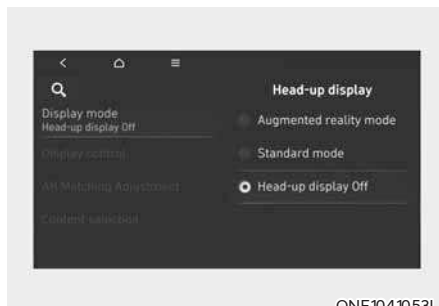 Head-up display
Display mode
Head-up display Off
Display control
AR Matching Adjustment
Content selection
Augmented reality mode
Standard mode
Head-up display Off